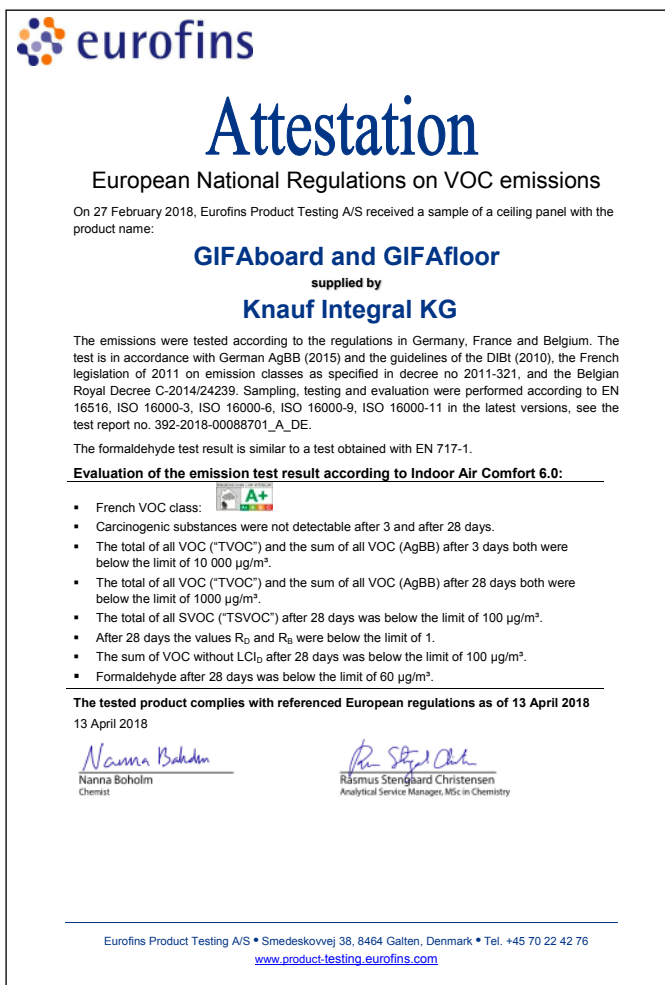 eurofins
Attestation
European National Regulations on VOC emissions
On 27 February 2018, Eurofins Product Testing A/S received a sample of a ceiling panel with the
product name:
GIFAboard and GIFAfloor
supplied by
Knauf Integral KG
The emissions were tested according to the regulations in Germany, France and Belgium. The
test is in accordance with German AgBB (2015) and the guidelines of the DIBt (2010), the French
legislation of 2011 on emission classes as specified in decree no 2011-321, and the Belgian
Royal Decree C-2014/24239. Sampling, testing and evaluation were performed according to EN
16516, ISO 16000-3, ISO 16000-6, ISO 16000-9, ISO 16000-11 in the latest versions, see the
test report no. 392-2018-00088701_A_DE.
The formaldehyde test result is similar to a test obtained with EN 717-1.
Evaluation of the emission test result according to Indoor Air Comfort 6.0:
▪ French VOC class: A+
A+ A B C
▪ Carcinogenic substances were not detectable after 3 and after 28 days.
▪ The total of all VOC (“TVOC”) and the sum of all VOC (AgBB) after 3 days both were
below the limit of 10 000 µg/m³.
▪ The total of all VOC (“TVOC”) and the sum of all VOC (AgBB) after 28 days both were
below the limit of 1000 µg/m³.
▪ The total of all SVOC (“TSVOC”) after 28 days was below the limit of 100 µg/m³.
▪ After 28 days the values RD and RB were below the limit of 1.
▪ The sum of VOC without LCID after 28 days was below the limit of 100 µg/m³.
▪ Formaldehyde after 28 days was below the limit of 60 µg/m³.
The tested product complies with referenced European regulations as of 13 April 2018
13 April 2018
Nanna Boholm
Nanna Boholm
Chemist
Rasmus Stengaard Christensen
Analytical Service Manager, MSc in Chemistry
Eurofins Product Testing A/S • Smedeskovvej 38, 8464 Galten, Denmark • Tel. +45 70 22 42 76
www.product-testing.eurofins.com